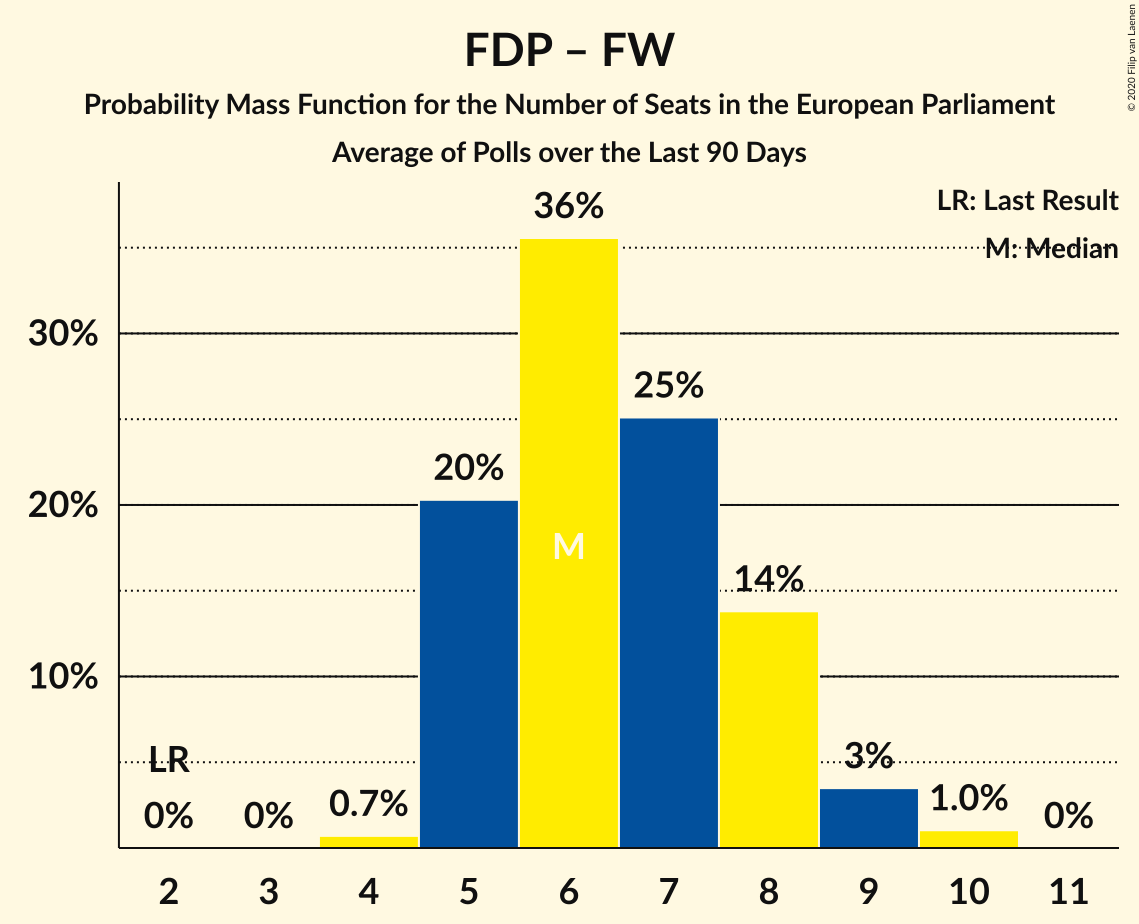 FDP – FW
Probability Mass Function for the Number of Seats in the European Parliament
Average of Polls over the Last 90 Days
© 2020 Filip van Laenen
LR: Last Result
M: Median
36%
30%
25%
20%
20%
M
14%
10%
LR
3%
0%
0%
0.7%
1.0%
0%
2 3 4 5 6 7 8 9 10 11